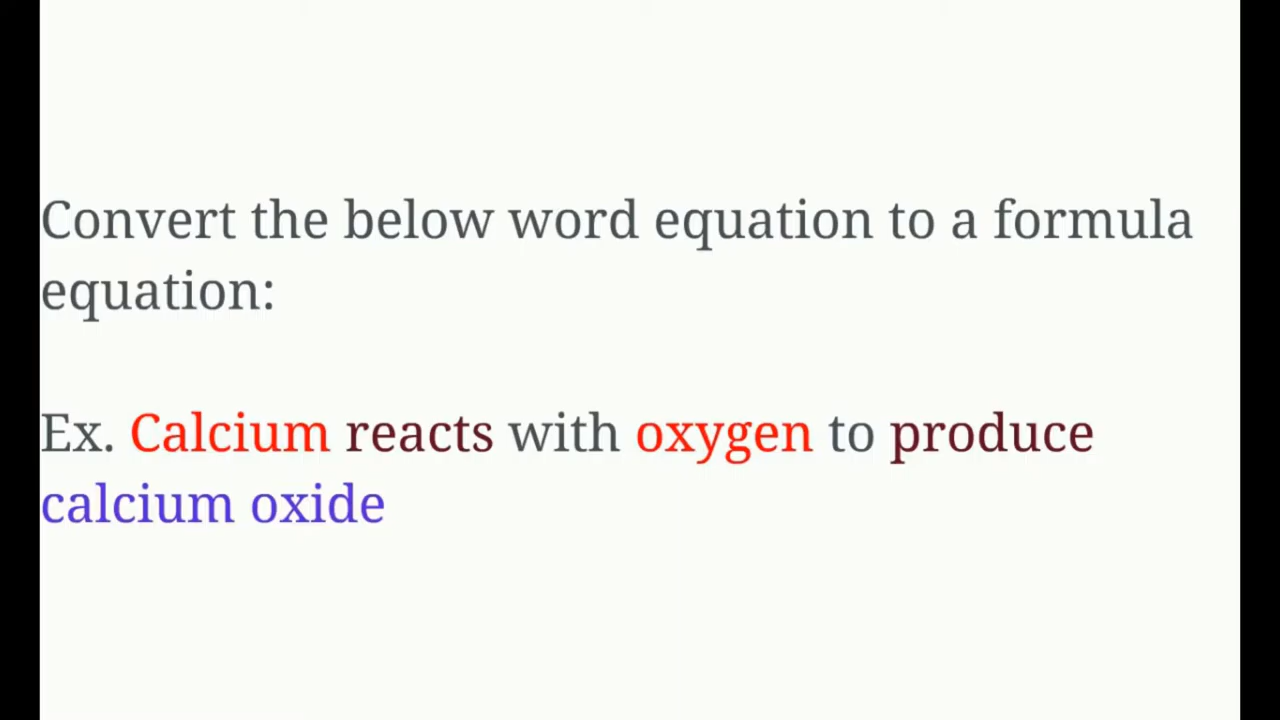 Convert the below word equation to a formula
equation:
Ex. Calcium reacts with oxygen to produce
calcium oxide